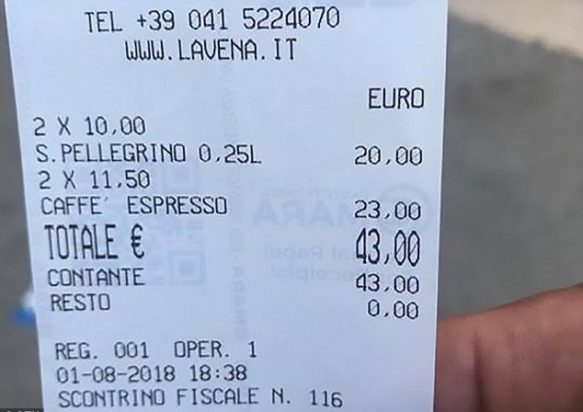 TEL +39 041 5224070
WWW.LAVENA.IT
EURO
2 X 10,00
S.PELLEGRINO 0,25L 20,00
2 X 11,50
CAFFE' ESPRESSO 23,00
TOTALE € 43,00
CONTANTE 43,00
RESTO 0,00
REG. 001 OPER. 1
01-08-2018 18:38
SCONTRINO FISCALE N. 116